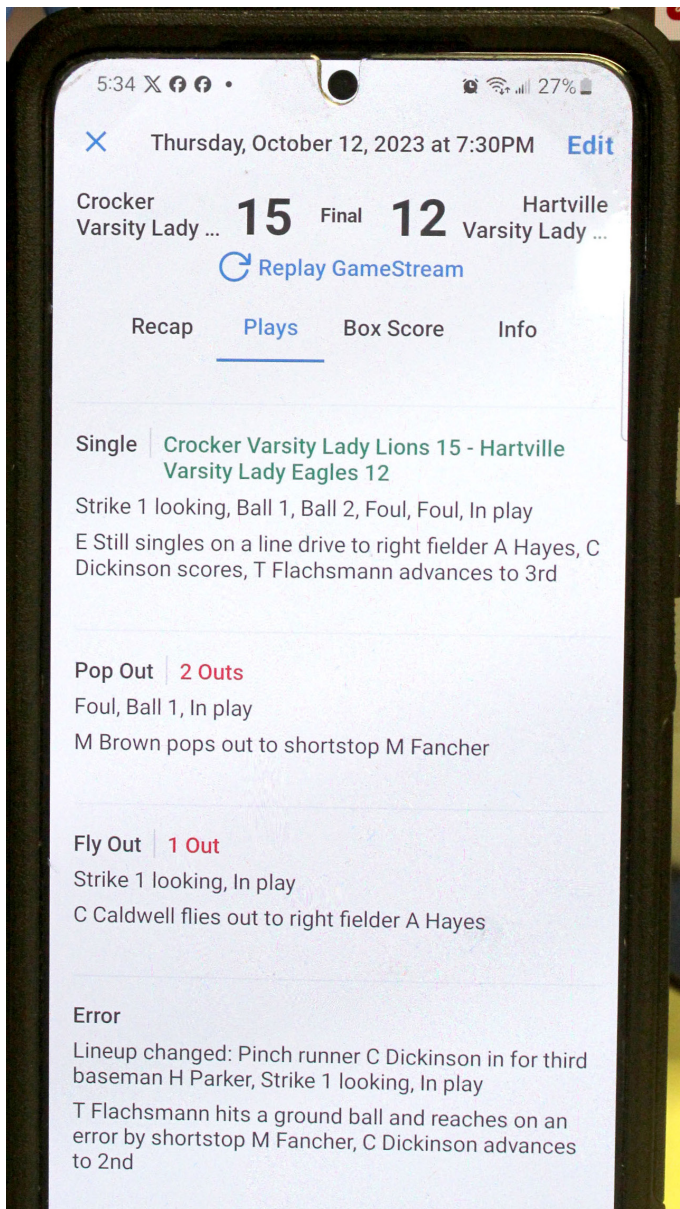 5:34 27%
Thursday, October 12, 2023 at 7:30PM Edit
Crocker
Varsity Lady ... 15 Final 12 Hartville
Varsity Lady ...
Replay GameStream
Recap Plays Box Score Info
Single Crocker Varsity Lady Lions 15 - Hartville
Varsity Lady Eagles 12
Strike 1 looking, Ball 1, Ball 2, Foul, Foul, In play
E Still singles on a line drive to right fielder A Hayes, C
Dickinson scores, T Flachsmann advances to 3rd
Pop Out 2 Outs
Foul, Ball 1, In play
M Brown pops out to shortstop M Fancher
Fly Out 1 Out
Strike 1 looking, In play
C Caldwell flies out to right fielder A Hayes
Error
Lineup changed: Pinch runner C Dickinson in for third
baseman H Parker, Strike 1 looking, In play
T Flachsmann hits a ground ball and reaches on an
error by shortstop M Fancher, C Dickinson advances
to 2nd